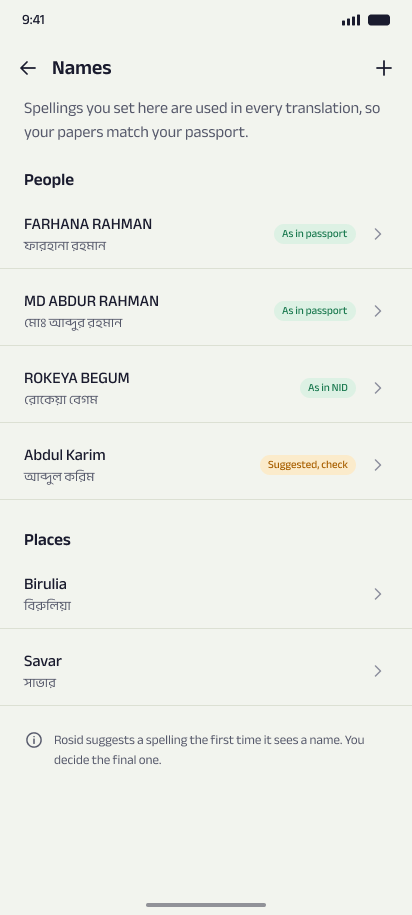 9:41
Names
Spellings you set here are used in every translation, so
your papers match your passport.
People
FARHANA RAHMAN
ফারহানা রহমান
As in passport
MD ABDUR RAHMAN
মোঃ আব্দুর রহমান
As in passport
ROKEYA BEGUM
রোকেয়া বেগম
As in NID
Abdul Karim
আব্দুল করিম
Suggested, check
Places
Birulia
বিরুলিয়া
Savar
সাভার
Rosid suggests a spelling the first time it sees a name. You
decide the final one.